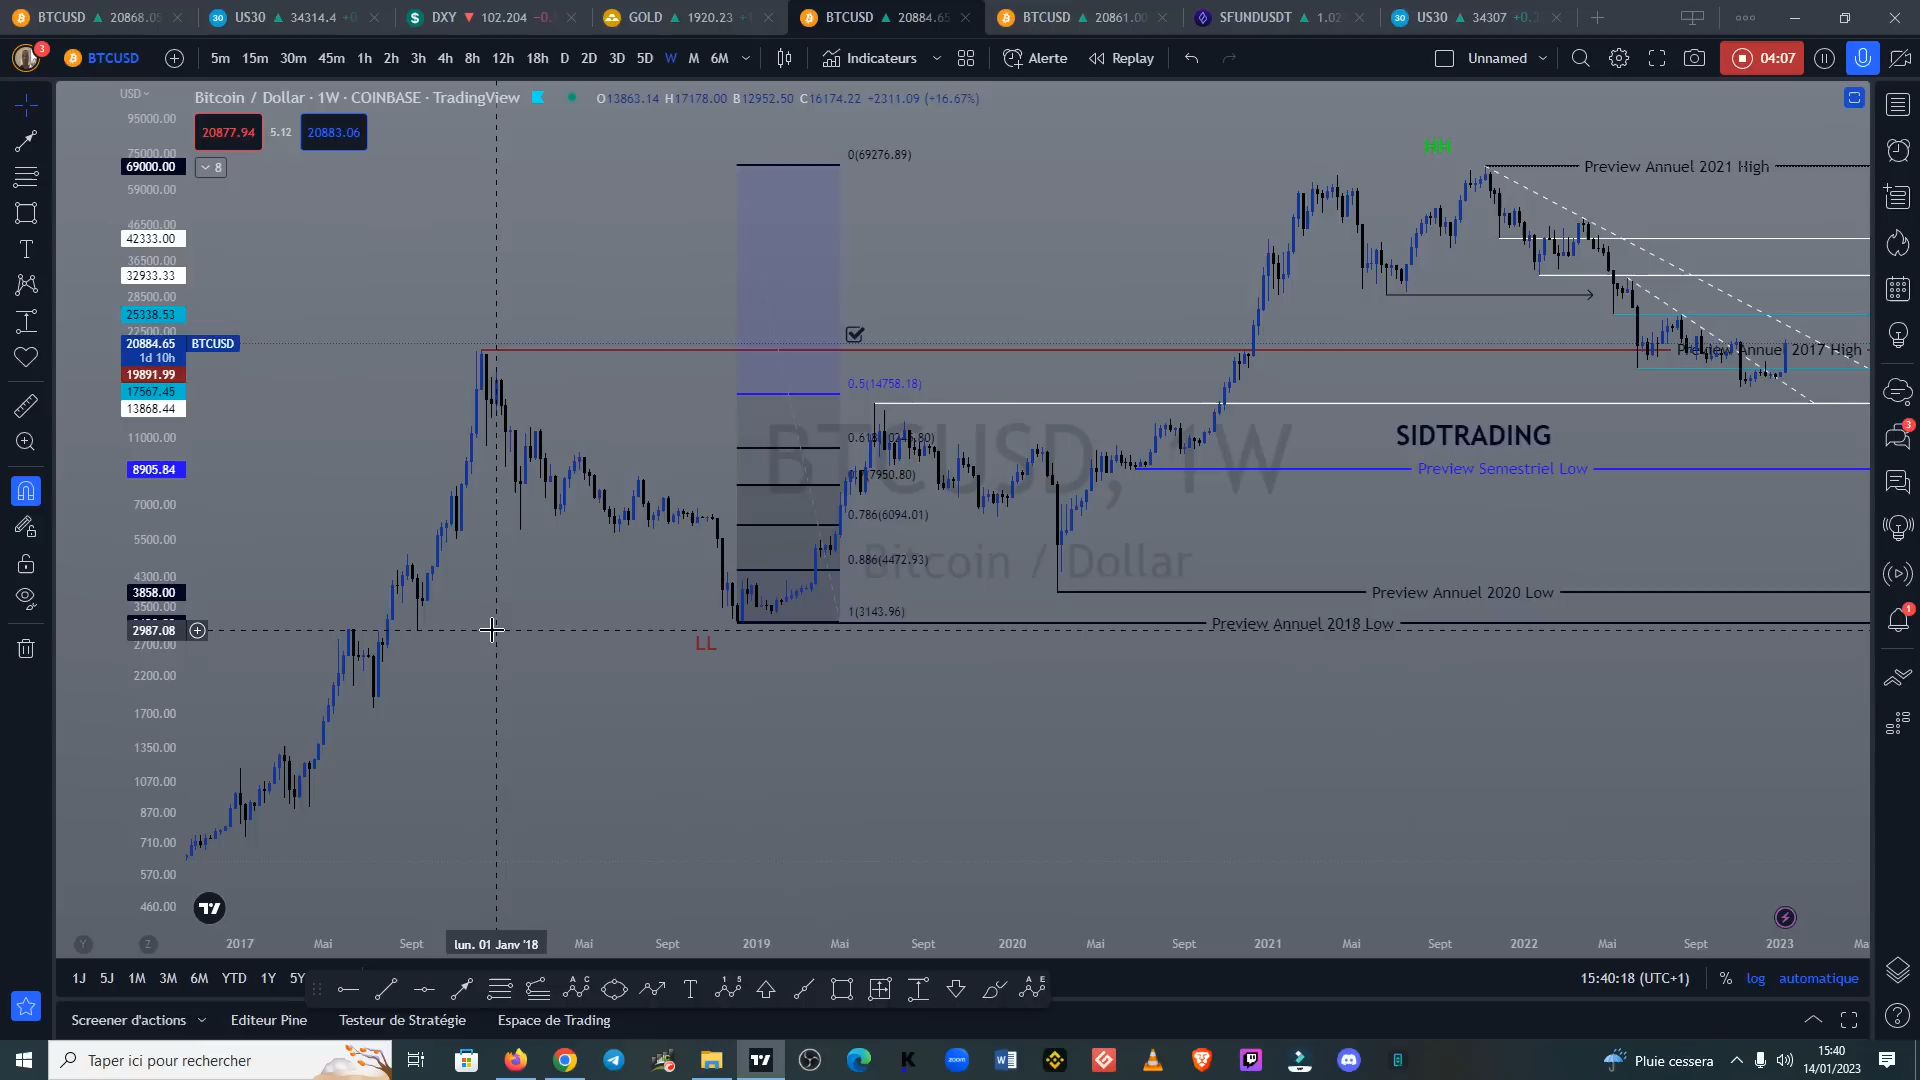 BTCUSD ▲ 20868.05
US30 ▲ 34314.4
DXY ▼ 102.204
GOLD ▲ 1920.23
BTCUSD ▲ 20884.65
BTCUSD ▲ 20861.00
SFUNDUSDT ▲ 1.02
US30 ▲ 34307
3
BTCUSD
5m 15m 30m 45m 1h 2h 3h 4h 8h 12h 18h D 2D 3D 5D W M 6M
Indicateurs
Alerte
Replay
Unnamed
04:07
USD
Bitcoin / Dollar · 1W · COINBASE · TradingView
O13863.14 H17178.00 B12952.50 C16174.22 +2311.09 (+16.67%)
20877.94 5.12 20883.06
8
95000.00
75000.00
69000.00
59000.00
46500.00
42333.00
36500.00
32933.33
28500.00
25338.53
22500.00
20884.65 BTCUSD
1d 10h
19891.99
17567.45
13868.44
11000.00
8905.84
7000.00
5500.00
4300.00
3858.00
3500.00
2987.08
2700.00
2200.00
1700.00
1350.00
1070.00
870.00
710.00
570.00
460.00
0(69276.89)
HH
Preview Annuel 2021 High
Preview Annuel 2017 High
0.5(14758.18)
SIDTRADING
Preview Semestriel Low
0.786(6094.01)
0.886(4472.93)
1(3143.96)
BTCUSD, 1W
Bitcoin / Dollar
Preview Annuel 2020 Low
Preview Annuel 2018 Low
LL
3
1
Y Z 2017 Mai Sept lun. 01 Janv '18 Mai Sept 2019 Mai Sept 2020 Mai Sept 2021 Mai Sept 2022 Mai Sept 2023
1J 5J 1M 3M 6M YTD 1Y 5Y
15:40:18 (UTC+1) % log automatique
Screener d'actions Editeur Pine Testeur de Stratégie Espace de Trading
Taper ici pour rechercher
zoom
Pluie cessera
15:40
14/01/2023